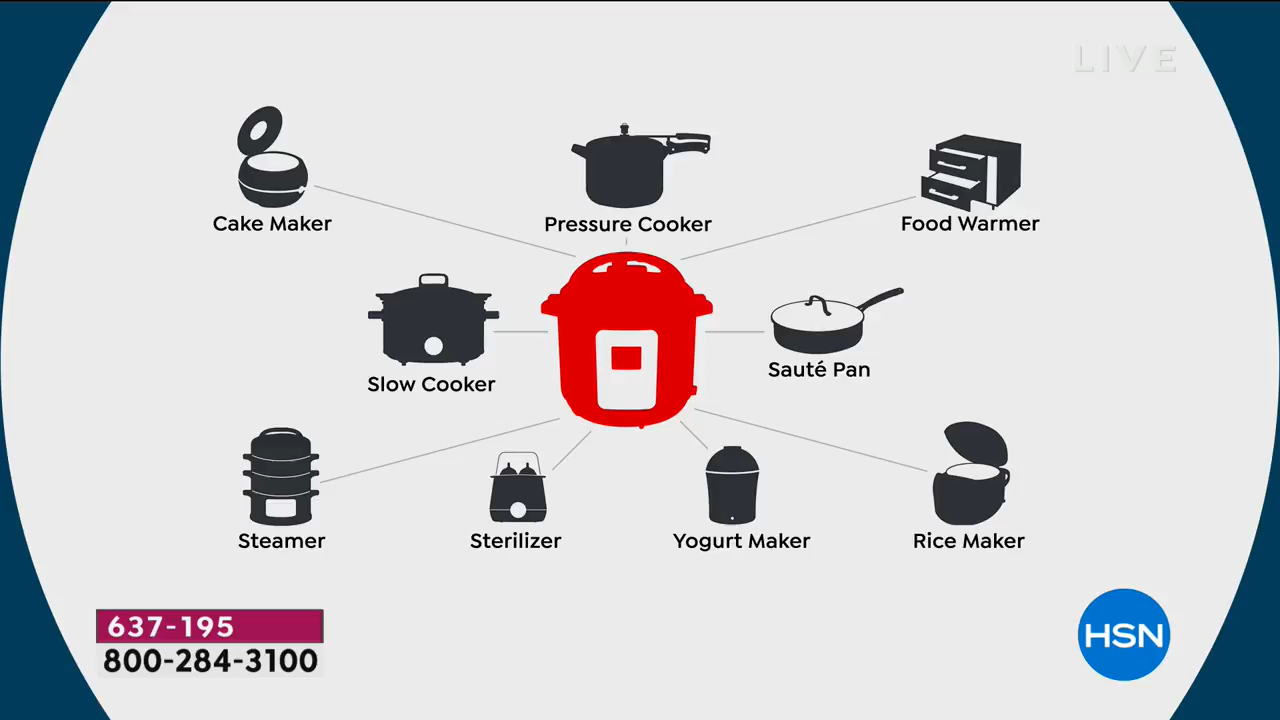 LIVE
Cake Maker
Pressure Cooker
Food Warmer
Slow Cooker
Sauté Pan
Steamer
Sterilizer
Yogurt Maker
Rice Maker
637-195
800-284-3100
HSN